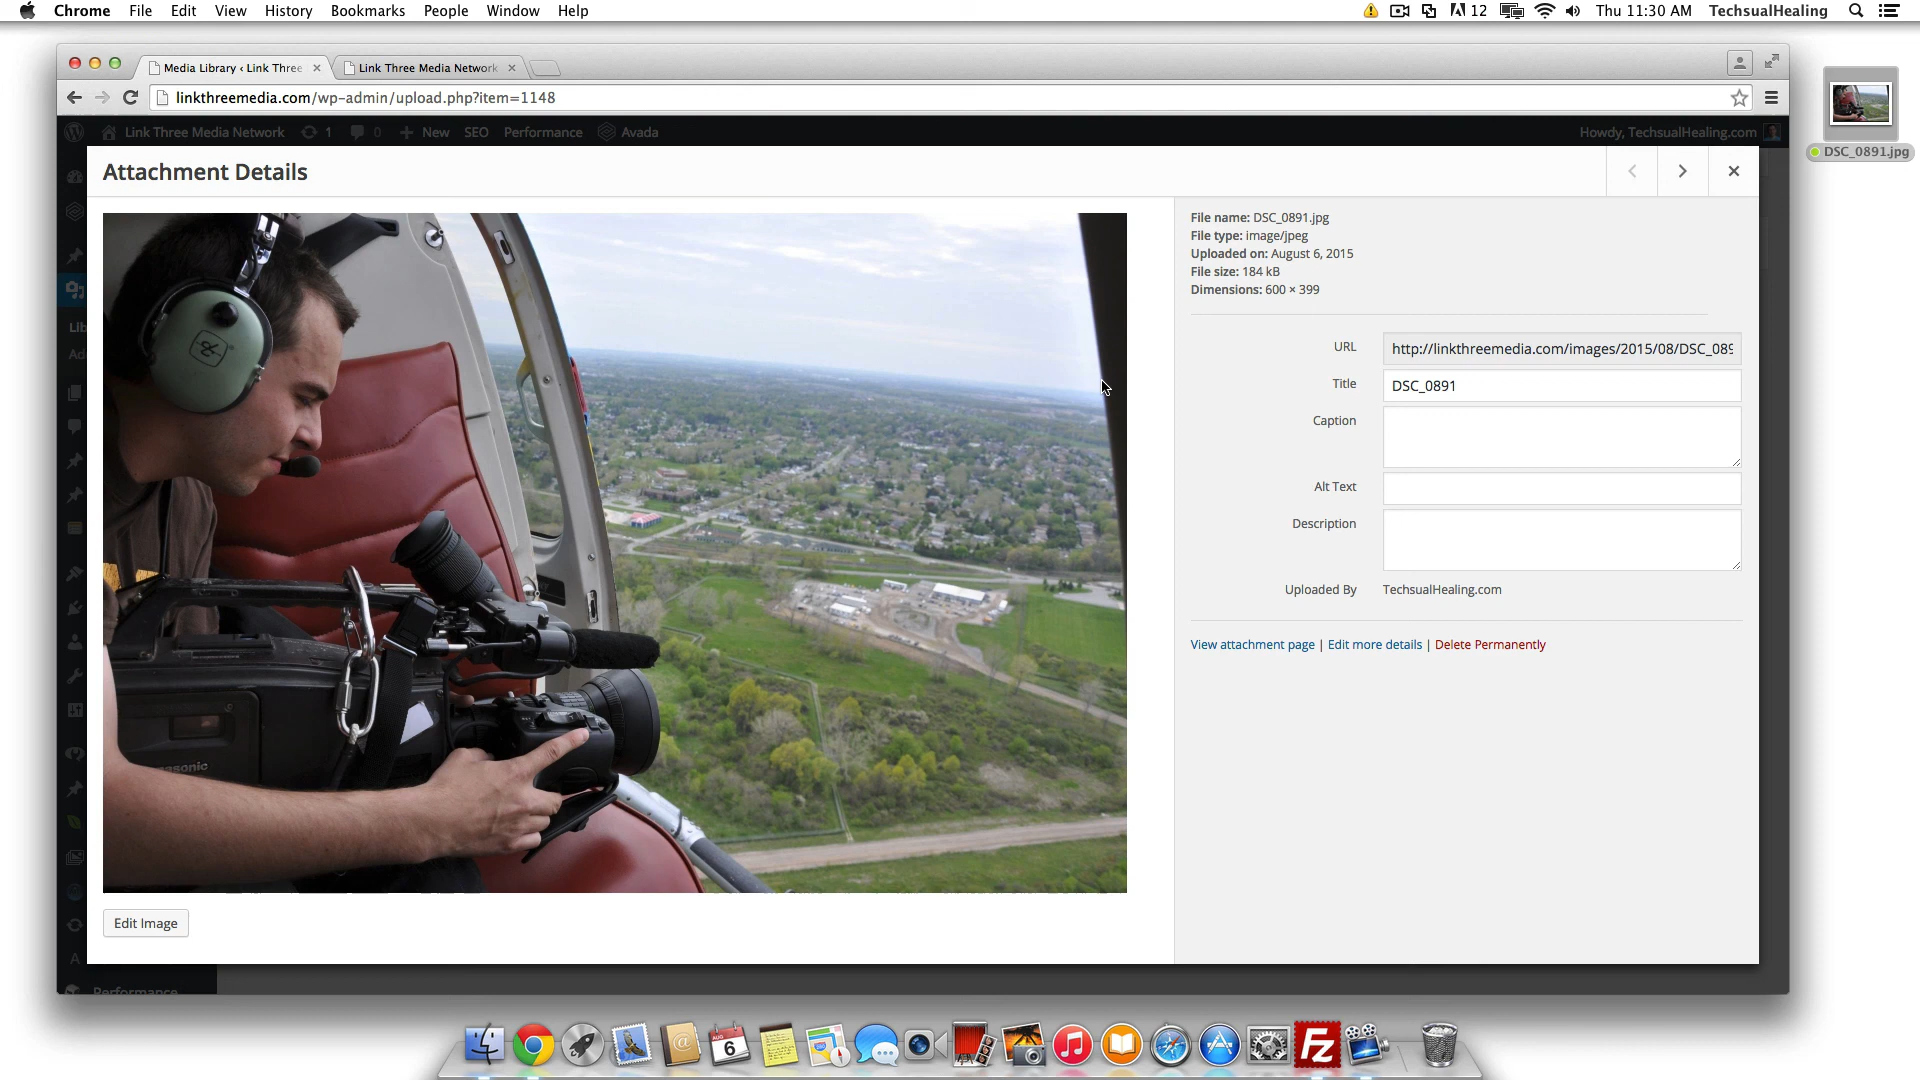 Chrome File Edit View History Bookmarks People Window Help
12 Thu 11:30 AM TechsualHealing
Media Library ‹ Link Three
Link Three Media Network
linkthreemedia.com/wp-admin/upload.php?item=1148
Link Three Media Network 1 0 New SEO Performance Avada
Howdy, TechsualHealing.com
DSC_0891.jpg
Attachment Details
File name: DSC_0891.jpg
File type: image/jpeg
Uploaded on: August 6, 2015
File size: 184 kB
Dimensions: 600 × 399
URL http://linkthreemedia.com/images/2015/08/DSC_089
Title DSC_0891
Caption
Alt Text
Description
Uploaded By TechsualHealing.com
View attachment page | Edit more details | Delete Permanently
asonic
Edit Image
Performance
AUG
6
Fz